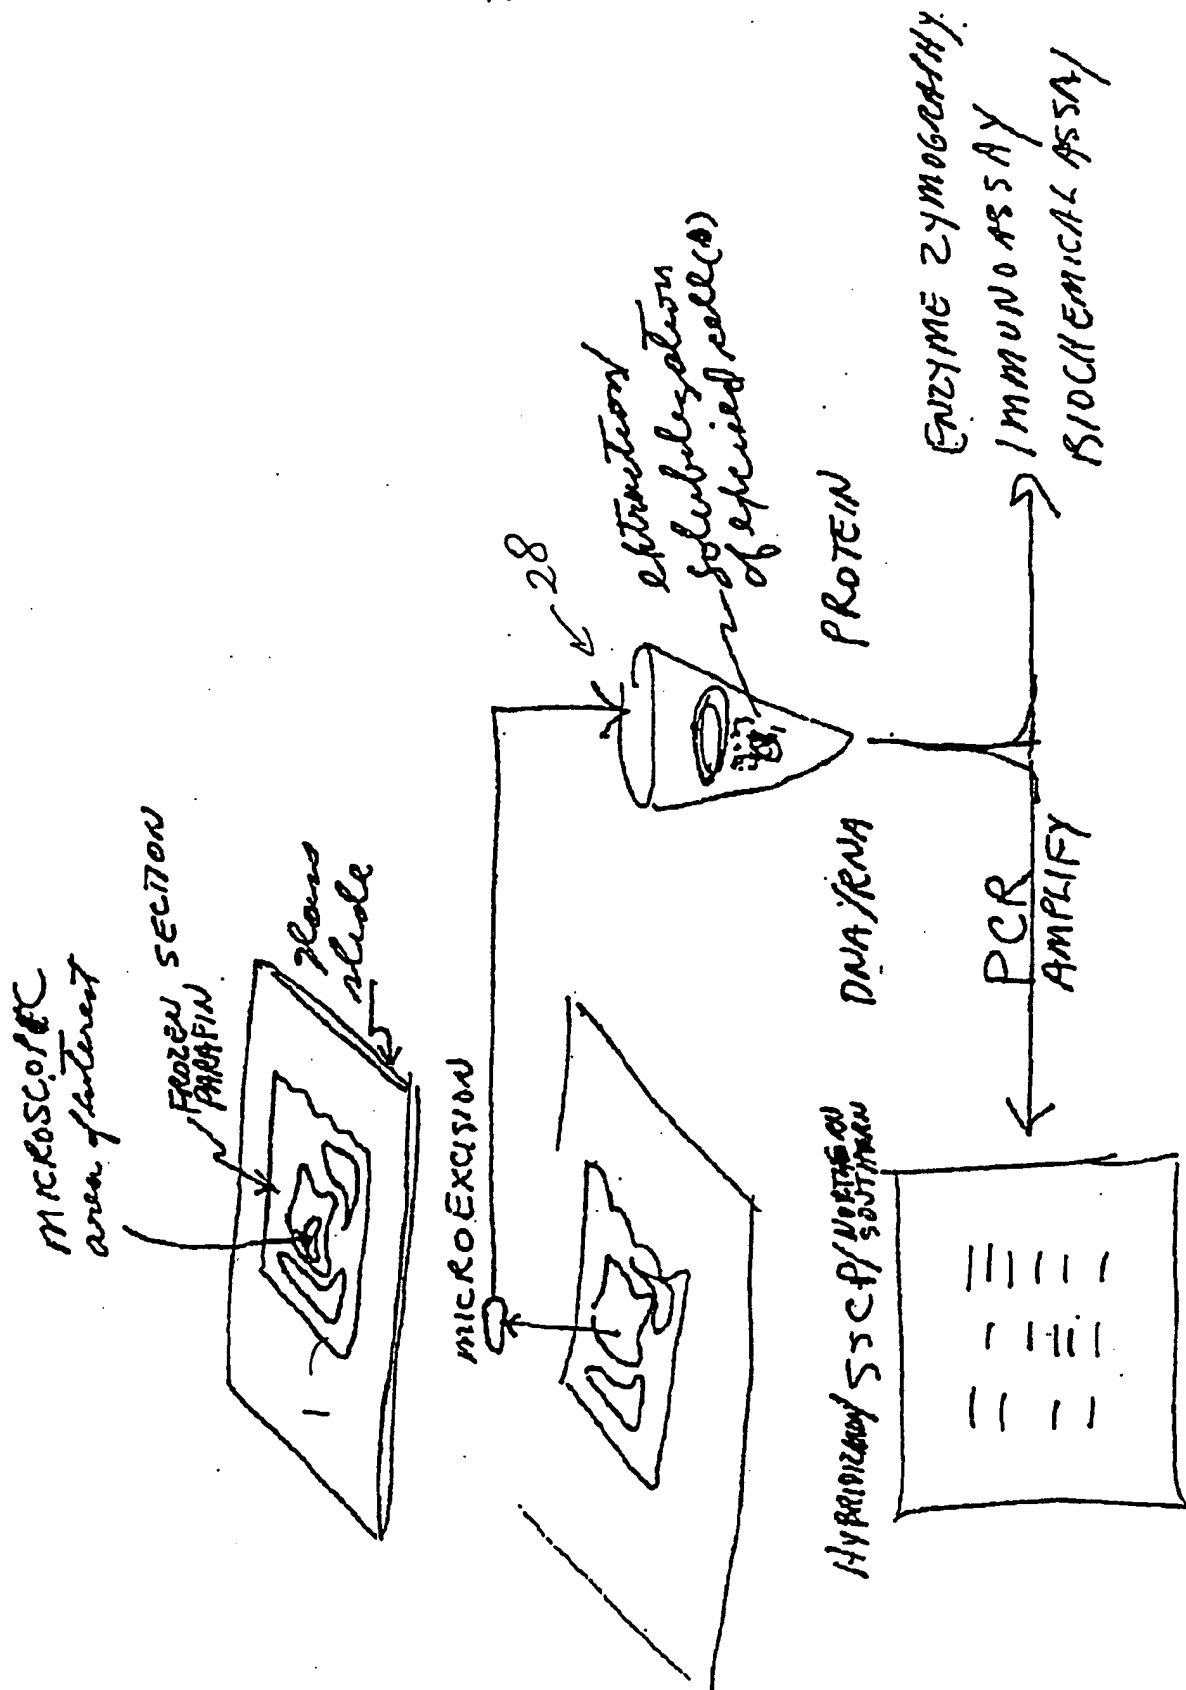 MICROSCOPIC
area of interest
FROZEN SECTION
PARAFIN
glass
slide
MICROEXCISION
28
extraction/
solubilization
of excised cell(s)
DNA/RNA
PROTEIN
PCR
AMPLIFY
HYBRIDIZATION/SSCP/NORTHERN
SOUTHERN
ENZYME ZYMOGRAPHY
IMMUNOASSAY
BIOCHEMICAL ASSAY